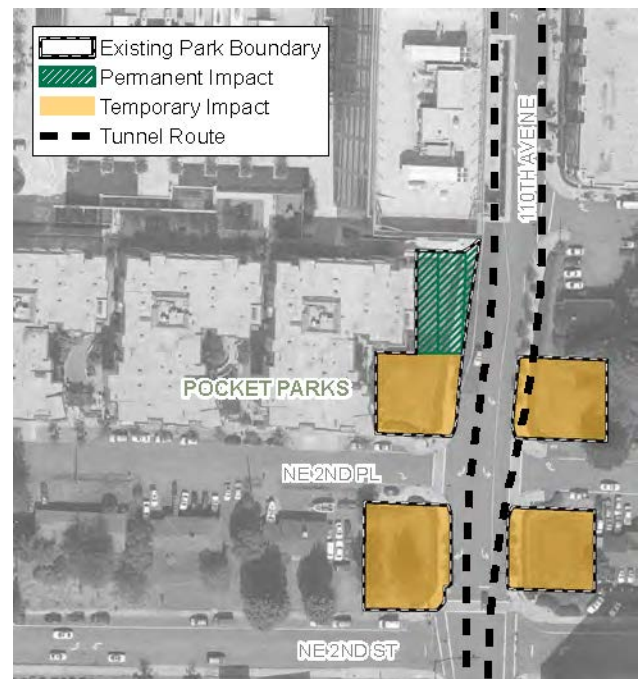 Existing Park Boundary
Permanent Impact
Temporary Impact
Tunnel Route
110TH AVE NE
POCKET PARKS
NE 2ND PL
NE 2ND ST